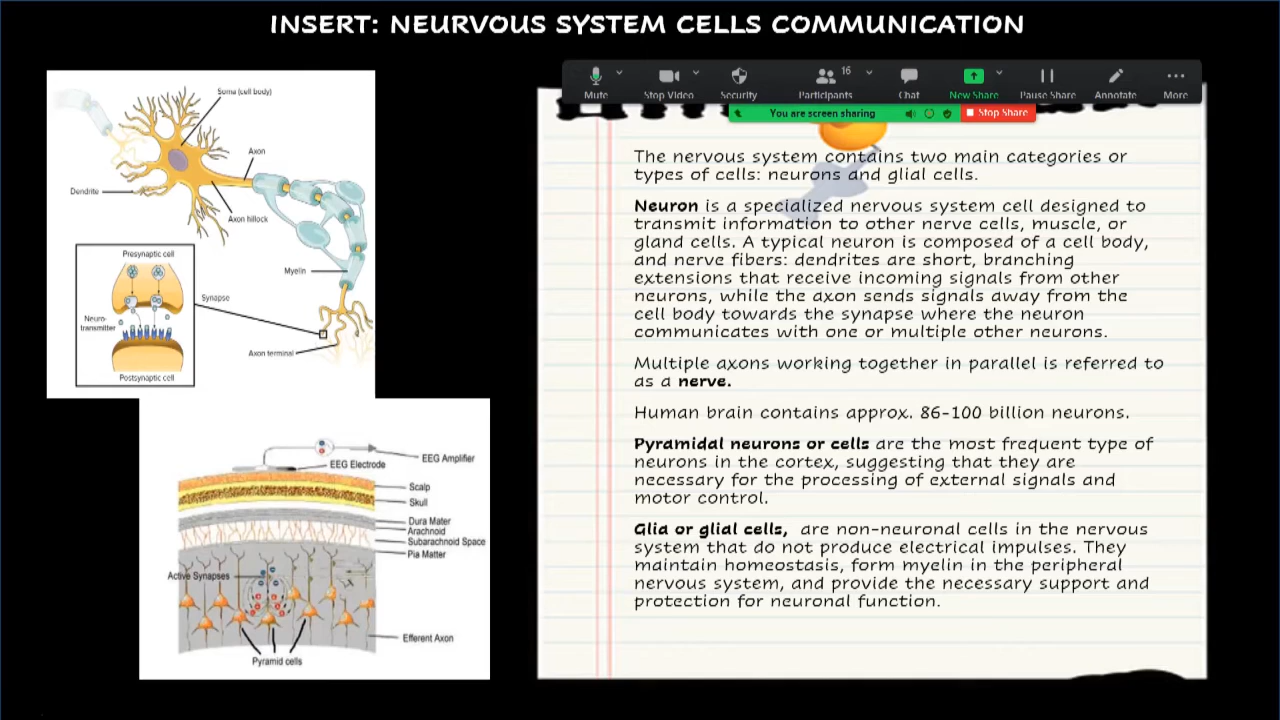 INSERT: NEURVOUS SYSTEM CELLS COMMUNICATION
Soma (cell body)
Axon
Dendrite
Axon hillock
Presynaptic cell
Myelin
Synapse
Neuro-
transmitter
Axon terminal
Postsynaptic cell
EEG Amplifier
EEG Electrode
Scalp
Skull
Dura Mater
Arachnoid
Subarachnoid Space
Pia Matter
Active Synapses
Efferent Axon
Pyramid cells
16
Mute
Stop Video
Security
Participants
Chat
New Share
Pause Share
Annotate
More
You are screen sharing
Stop Share
The nervous system contains two main categories or
types of cells: neurons and glial cells.
Neuron is a specialized nervous system cell designed to
transmit information to other nerve cells, muscle, or
gland cells. A typical neuron is composed of a cell body,
and nerve fibers: dendrites are short, branching
extensions that receive incoming signals from other
neurons, while the axon sends signals away from the
cell body towards the synapse where the neuron
communicates with one or multiple other neurons.
Multiple axons working together in parallel is referred to
as a nerve.
Human brain contains approx. 86-100 billion neurons.
Pyramidal neurons or cells are the most frequent type of
neurons in the cortex, suggesting that they are
necessary for the processing of external signals and
motor control.
Glia or glial cells, are non-neuronal cells in the nervous
system that do not produce electrical impulses. They
maintain homeostasis, form myelin in the peripheral
nervous system, and provide the necessary support and
protection for neuronal function.